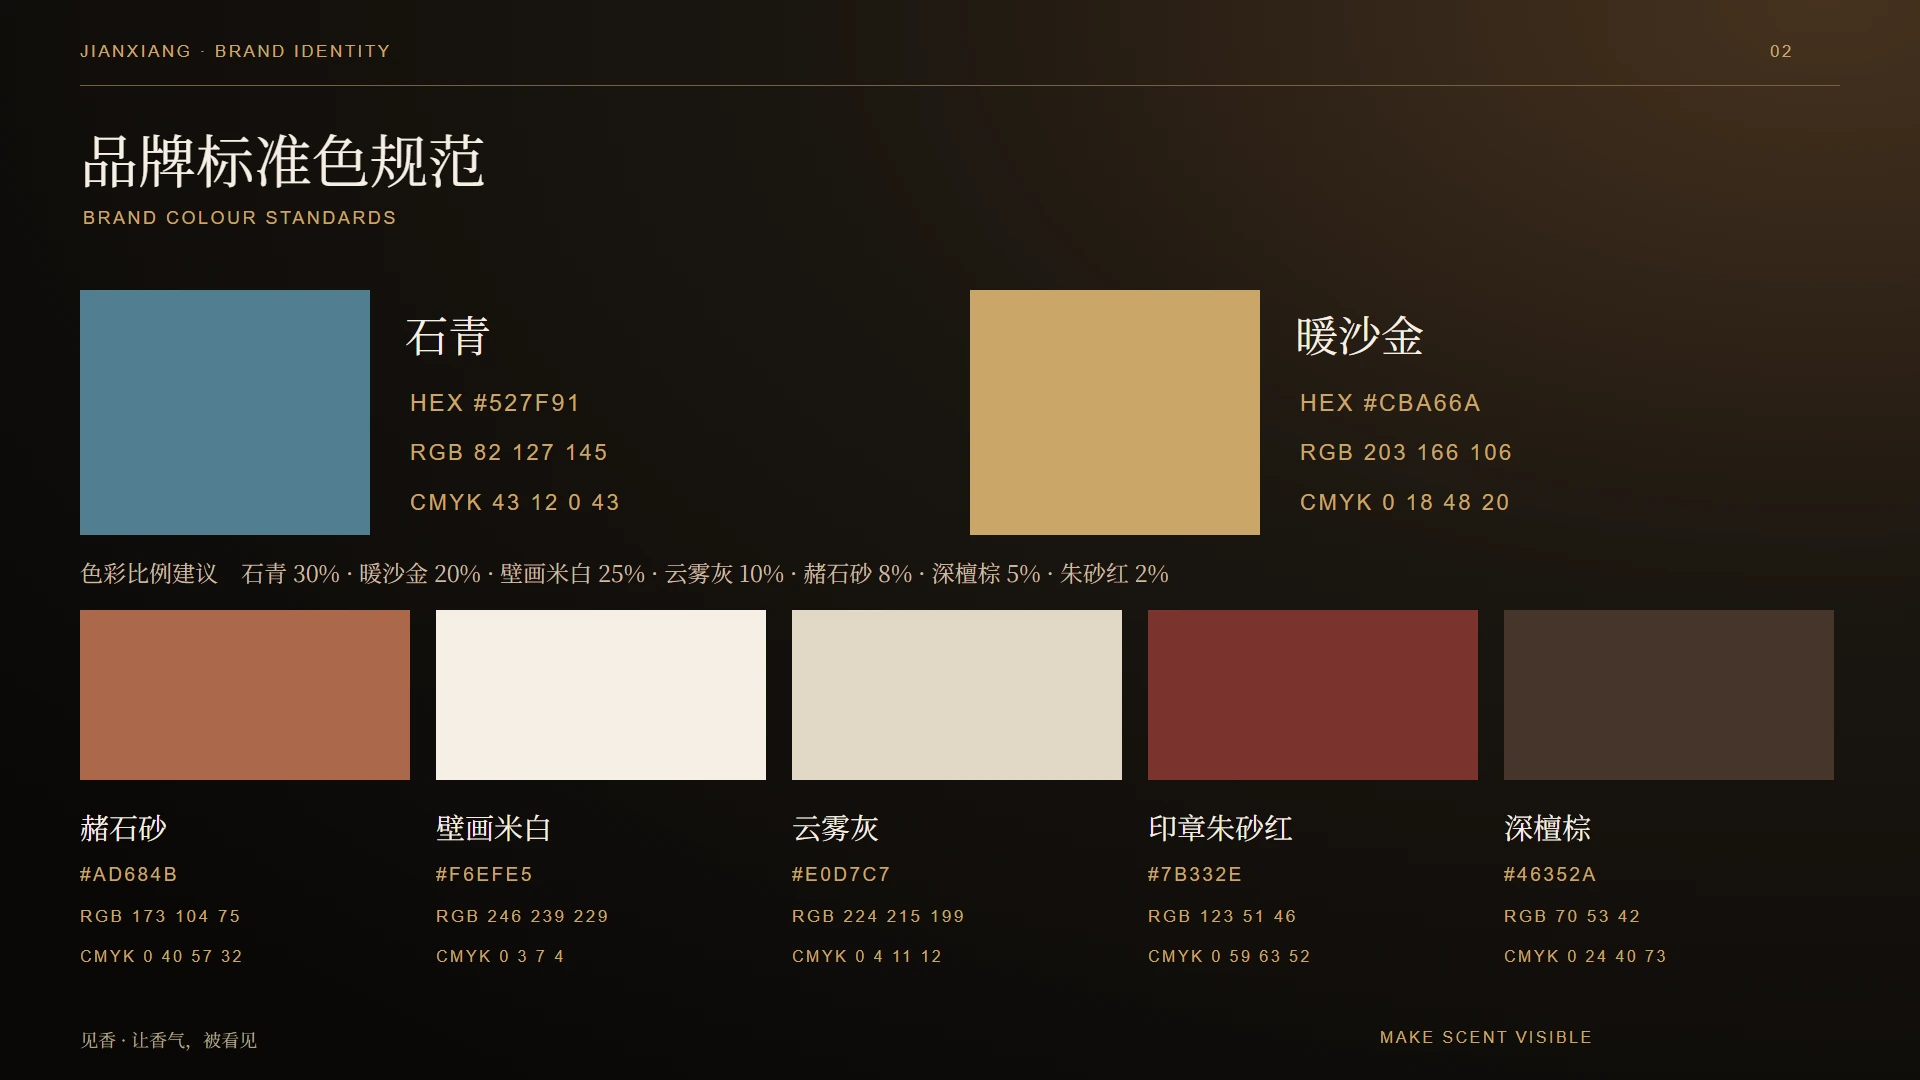 JIANXIANG · BRAND IDENTITY
02
品牌标准色规范
BRAND COLOUR STANDARDS
石青
HEX #527F91
RGB 82 127 145
CMYK 43 12 0 43
暖沙金
HEX #CBA66A
RGB 203 166 106
CMYK 0 18 48 20
色彩比例建议 石青 30% · 暖沙金 20% · 壁画米白 25% · 云雾灰 10% · 赭石砂 8% · 深檀棕 5% · 朱砂红 2%
赭石砂
#AD684B
RGB 173 104 75
CMYK 0 40 57 32
壁画米白
#F6EFE5
RGB 246 239 229
CMYK 0 3 7 4
云雾灰
#E0D7C7
RGB 224 215 199
CMYK 0 4 11 12
印章朱砂红
#7B332E
RGB 123 51 46
CMYK 0 59 63 52
深檀棕
#46352A
RGB 70 53 42
CMYK 0 24 40 73
见香 · 让香气，被看见
MAKE SCENT VISIBLE